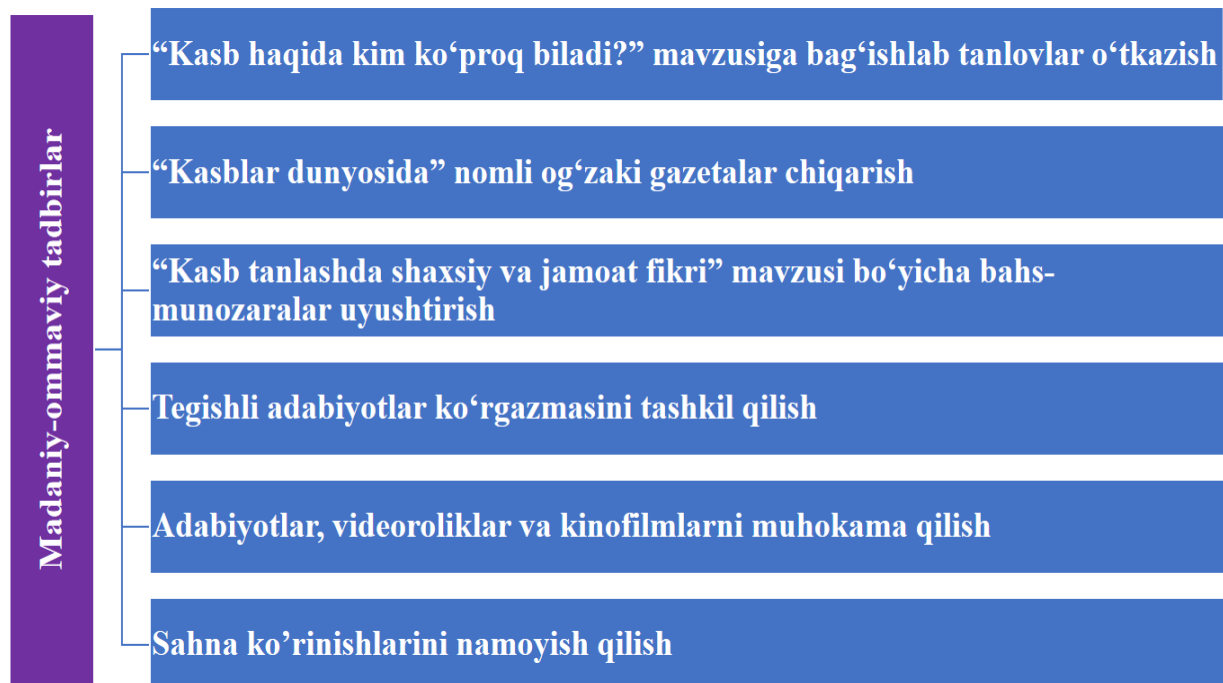 Madaniy-ommaviy tadbirlar
“Kasb haqida kim ko‘proq biladi?” mavzusiga bag‘ishlab tanlovlar o‘tkazish
“Kasblar dunyosida” nomli og‘zaki gazetalar chiqarish
“Kasb tanlashda shaxsiy va jamoat fikri” mavzusi bo‘yicha bahs-
munozaralar uyushtirish
Tegishli adabiyotlar ko‘rgazmasini tashkil qilish
Adabiyotlar, videoroliklar va kinofilmlarni muhokama qilish
Sahna ko’rinishlarini namoyish qilish